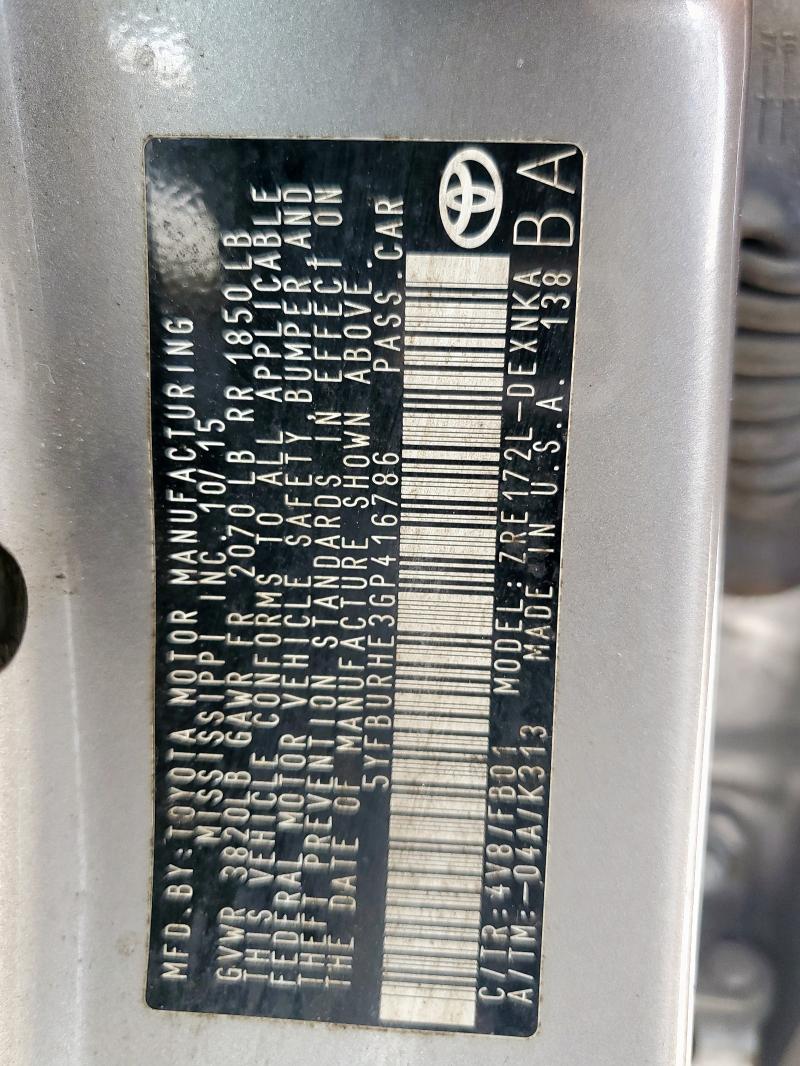 MFD.BY:TOYOTA MOTOR MANUFACTURING
MISSISSIPPI INC. 10/15
GVWR 3820LB GAWR FR 2070 LB RR 1850LB
THIS VEHICLE CONFORMS TO ALL APPLICABLE
FEDERAL MOTOR VEHICLE SAFETY BUMPER AND
THEFT PREVENTION STANDARDS IN EFFECT ON
THE DATE OF MANUFACTURE SHOWN ABOVE.
5YFBURHE3GP416786 PASS.CAR
C/TR:4V8/FB01 MODEL:ZRE172L-DEXNKA
A/TM:-04A/K313 MADE IN U.S.A. 138 BA